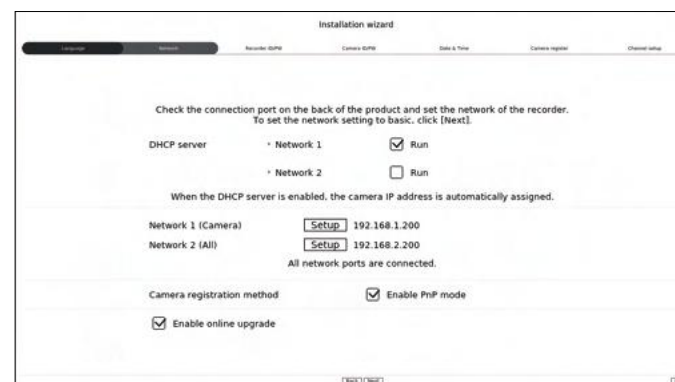 Installation wizard
Language Network Recorder ID/PW Camera ID/PW Date & Time Camera register Channel setup
Check the connection port on the back of the product and set the network of the recorder.
To set the network setting to basic, click [Next].
DHCP server • Network 1 Run
• Network 2 Run
When the DHCP server is enabled, the camera IP address is automatically assigned.
Network 1 (Camera) Setup 192.168.1.200
Network 2 (All) Setup 192.168.2.200
All network ports are connected.
Camera registration method Enable PnP mode
Enable online upgrade
Back Next